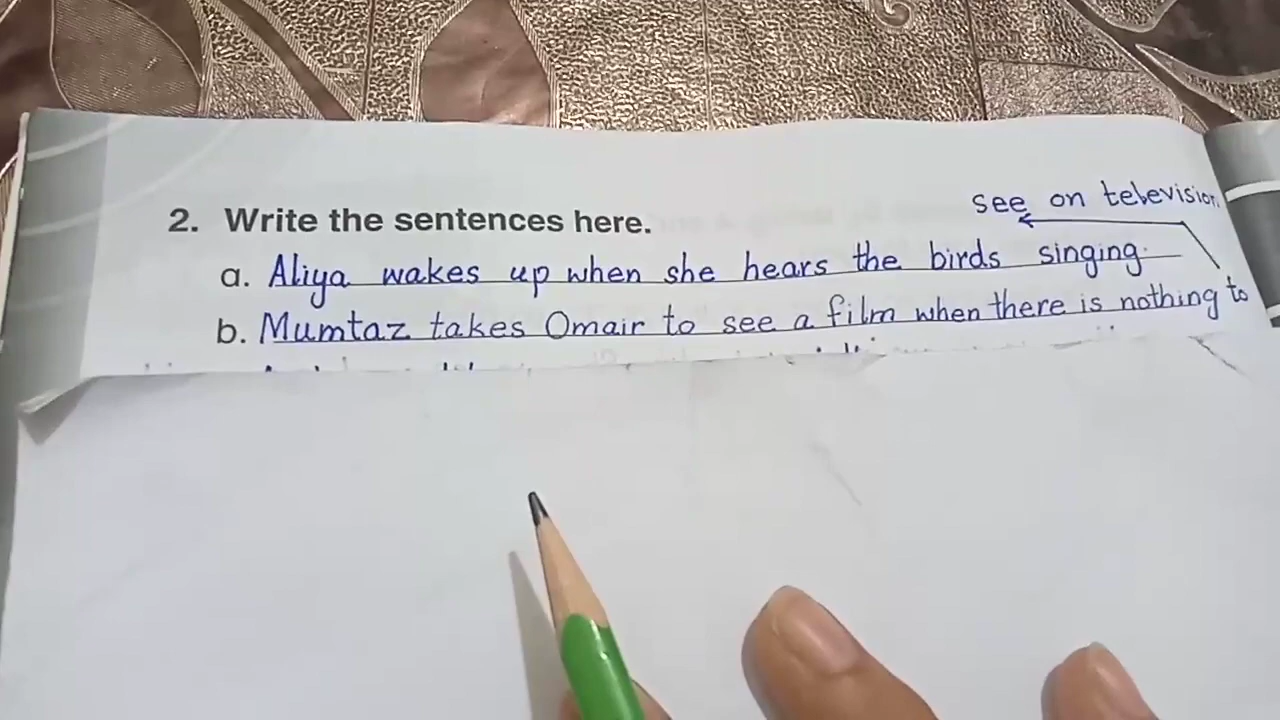 2. Write the sentences here.
a. Aliya wakes up when she hears the birds singing.
b. Mumtaz takes Omair to see a film when there is nothing to
see on television.